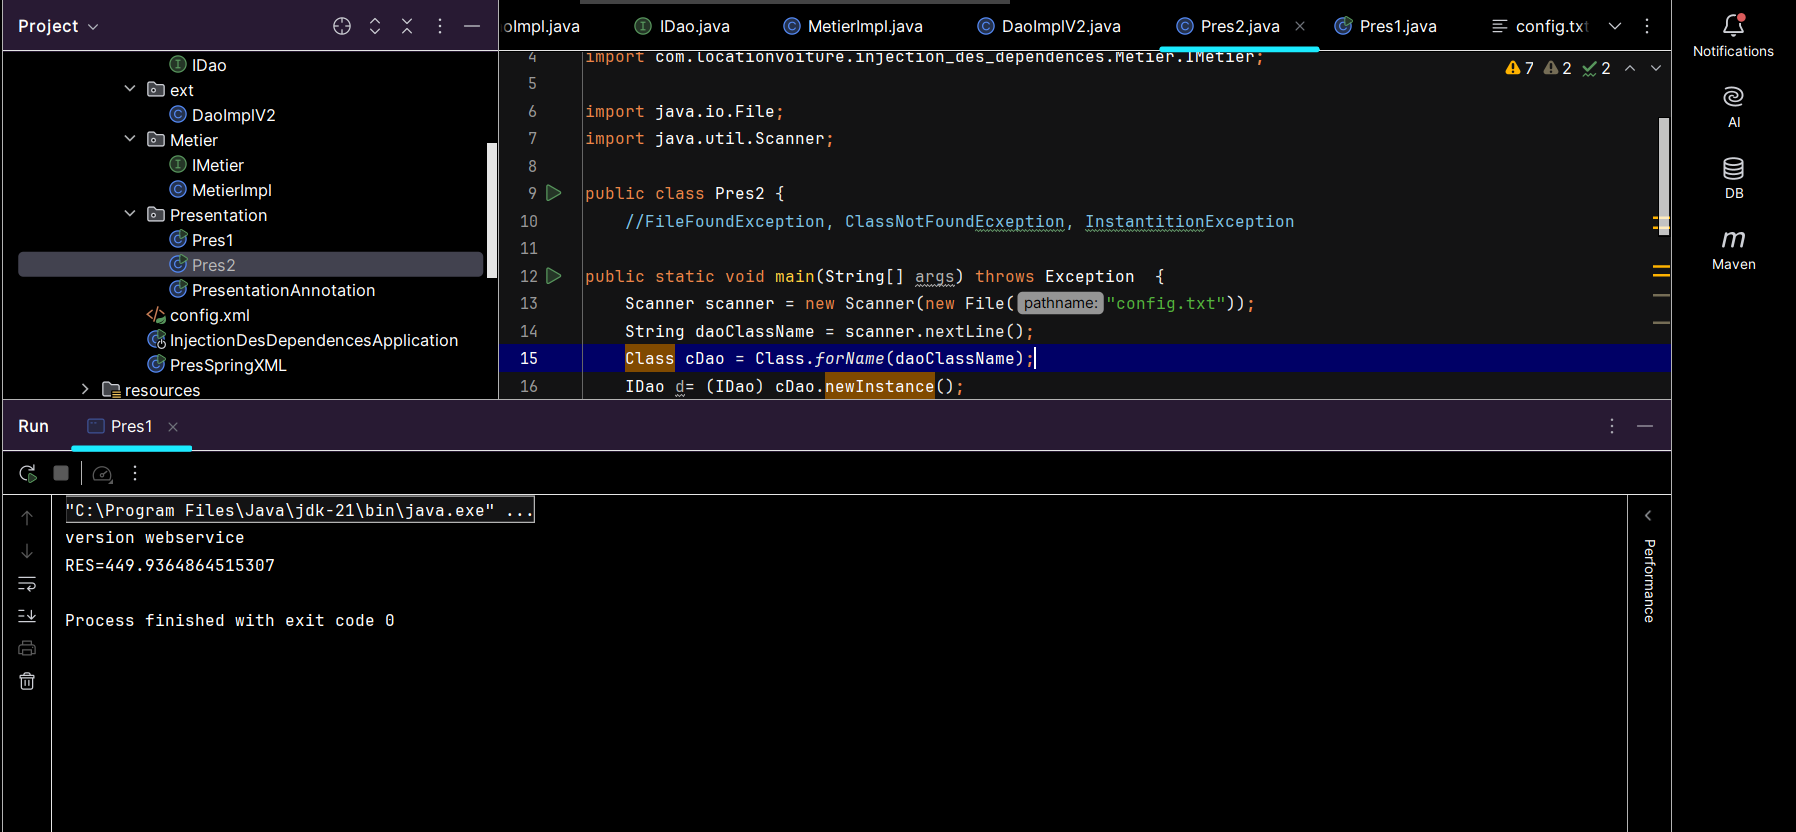 Project
IDao
ext
DaoImplV2
Metier
IMetier
MetierImpl
Presentation
Pres1
Pres2
PresentationAnnotation
config.xml
InjectionDesDependencesApplication
PresSpringXML
resources
oImpl.java
IDao.java
MetierImpl.java
DaoImplV2.java
Pres2.java
Pres1.java
config.txt
7 2 2
4 import com.locationvoiture.injection_des_dependences.Metier.IMetier;
5
6 import java.io.File;
7 import java.util.Scanner;
8
9 public class Pres2 {
10 //FileFoundException, ClassNotFoundEcxeption, InstantitionException
11
12 public static void main(String[] args) throws Exception {
13 Scanner scanner = new Scanner(new File( pathname: "config.txt"));
14 String daoClassName = scanner.nextLine();
15 Class cDao = Class.forName(daoClassName);
16 IDao d= (IDao) cDao.newInstance();
Notifications
AI
DB
m
Maven
Run
Pres1
"C:\Program Files\Java\jdk-21\bin\java.exe" ...
version webservice
RES=449.9364864515307
Process finished with exit code 0
Performance